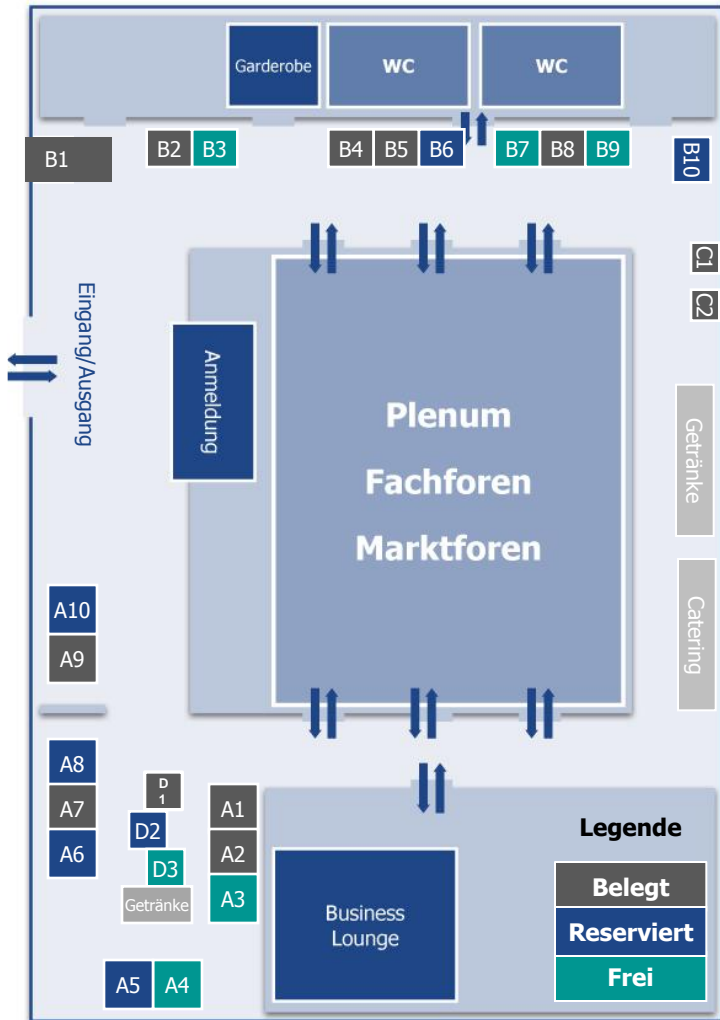 Garderobe
WC
WC
B1
B2
B3
B4
B5
B6
B7
B8
B9
B10
C1
C2
Eingang/Ausgang
Anmeldung
Plenum
Fachforen
Marktforen
Getränke
Catering
A10
A9
A8
A7
A6
D
1
D2
D3
Getränke
A1
A2
A3
A5
A4
Business
Lounge
Legende
Belegt
Reserviert
Frei